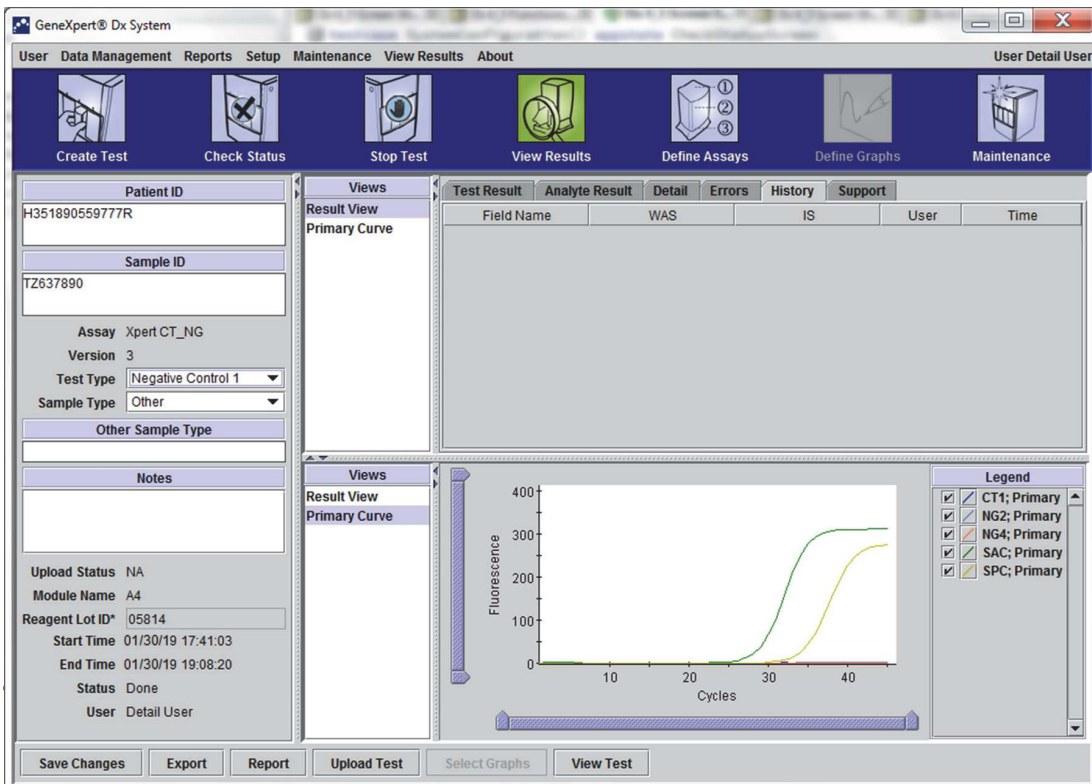 GeneXpert® Dx System
User Data Management Reports Setup Maintenance View Results About User Detail User
Create Test Check Status Stop Test View Results Define Assays Define Graphs Maintenance
①
②
③
Patient ID
H351890559777R
Sample ID
TZ637890
Assay Xpert CT_NG
Version 3
Test Type Negative Control 1
Sample Type Other
Other Sample Type
Notes
Upload Status NA
Module Name A4
Reagent Lot ID* 05814
Start Time 01/30/19 17:41:03
End Time 01/30/19 19:08:20
Status Done
User Detail User
Views
Result View
Primary Curve
Test Result Analyte Result Detail Errors History Support
Field Name WAS IS User Time
Views
Result View
Primary Curve
Fluorescence
400
300
200
100
0
10 20 30 40
Cycles
Legend
CT1; Primary
NG2; Primary
NG4; Primary
SAC; Primary
SPC; Primary
Save Changes Export Report Upload Test Select Graphs View Test